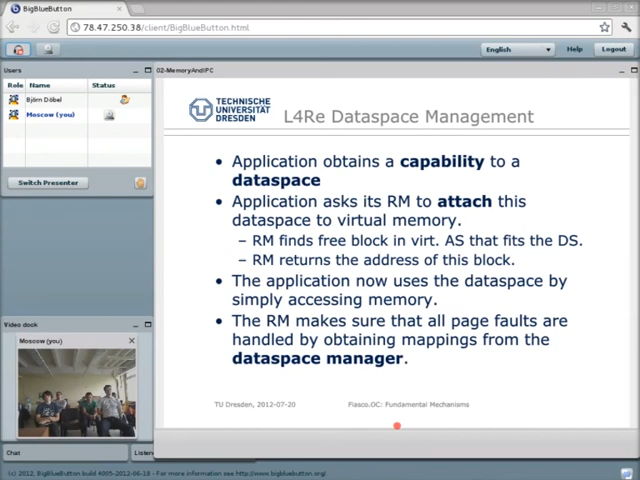 BigBlueButton
78.47.250.38/client/BigBlueButton.html
English
Help
Logout
Users
Role
Name
Status
Björn Döbel
Moscow (you)
Switch Presenter
Video dock
Moscow (you)
Chat
Listen
02-MemoryAndIPC
TECHNISCHE
UNIVERSITÄT
DRESDEN
L4Re Dataspace Management
• Application obtains a capability to a
dataspace
• Application asks its RM to attach this
dataspace to virtual memory.
– RM finds free block in virt. AS that fits the DS.
– RM returns the address of this block.
• The application now uses the dataspace by
simply accessing memory.
• The RM makes sure that all page faults are
handled by obtaining mappings from the
dataspace manager.
TU Dresden, 2012-07-20
Fiasco.OC: Fundamental Mechanisms
(c) 2012, BigBlueButton build 4005-2012-06-18 - For more information see http://www.bigbluebutton.org/.